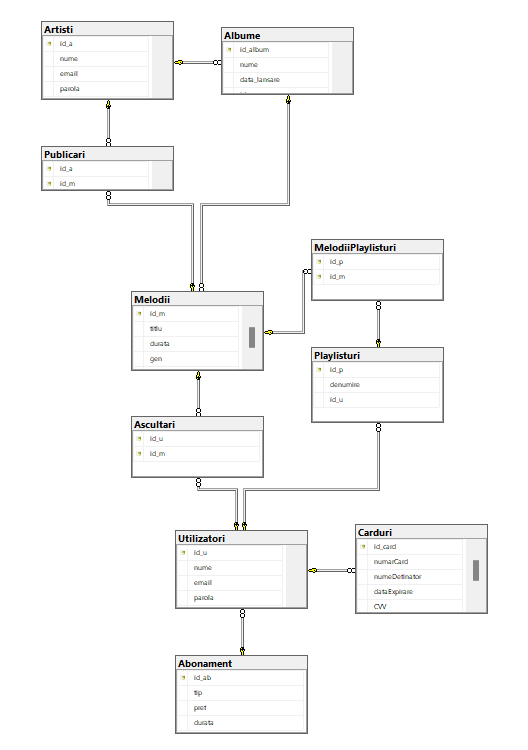 Artisti
id_a
nume
email
parola
Albume
id_album
nume
data_lansare
Publicari
id_a
id_m
MelodiiPlaylisturi
id_p
id_m
Melodii
id_m
titlu
durata
gen
Playlisturi
id_p
denumire
id_u
Ascultari
id_u
id_m
Utilizatori
id_u
nume
email
parola
Carduri
id_card
numarCard
numeDetinator
dataExpirare
CVV
Abonament
id_ab
tip
pret
durata